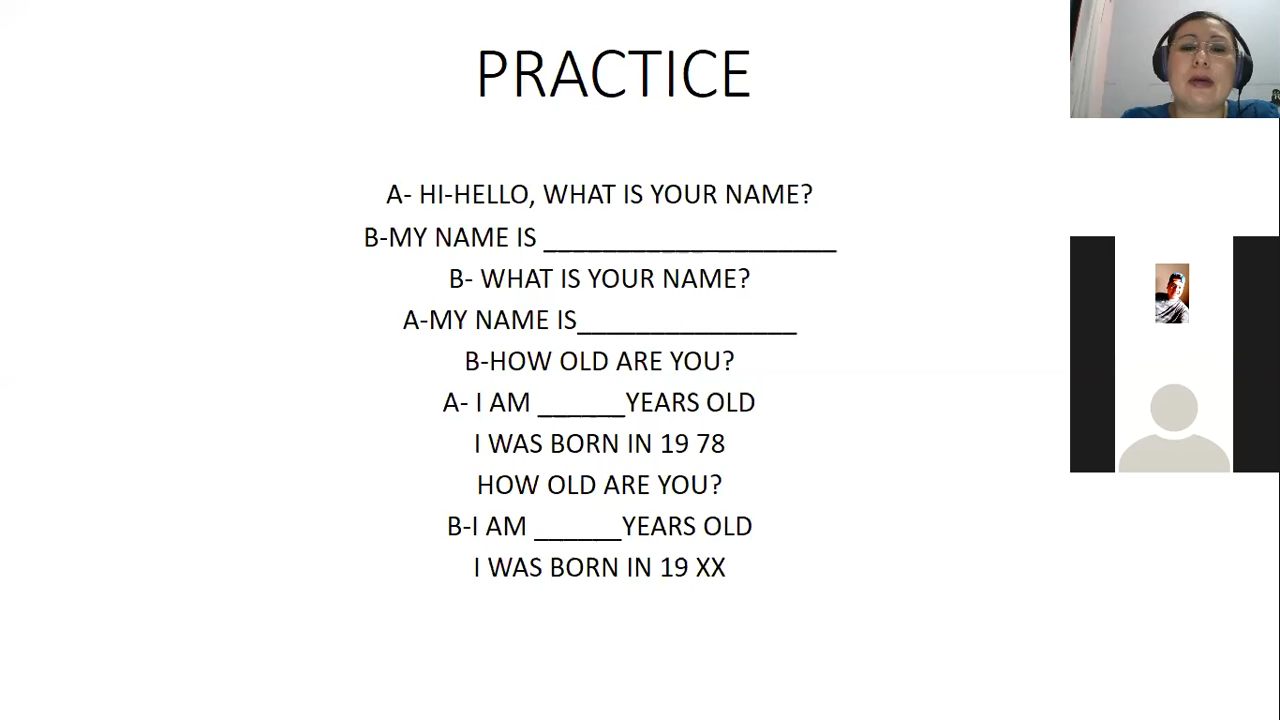 PRACTICE
A- HI-HELLO, WHAT IS YOUR NAME?
B-MY NAME IS ____________________
B- WHAT IS YOUR NAME?
A-MY NAME IS_______________
B-HOW OLD ARE YOU?
A- I AM ______YEARS OLD
I WAS BORN IN 19 78
HOW OLD ARE YOU?
B-I AM ______YEARS OLD
I WAS BORN IN 19 XX